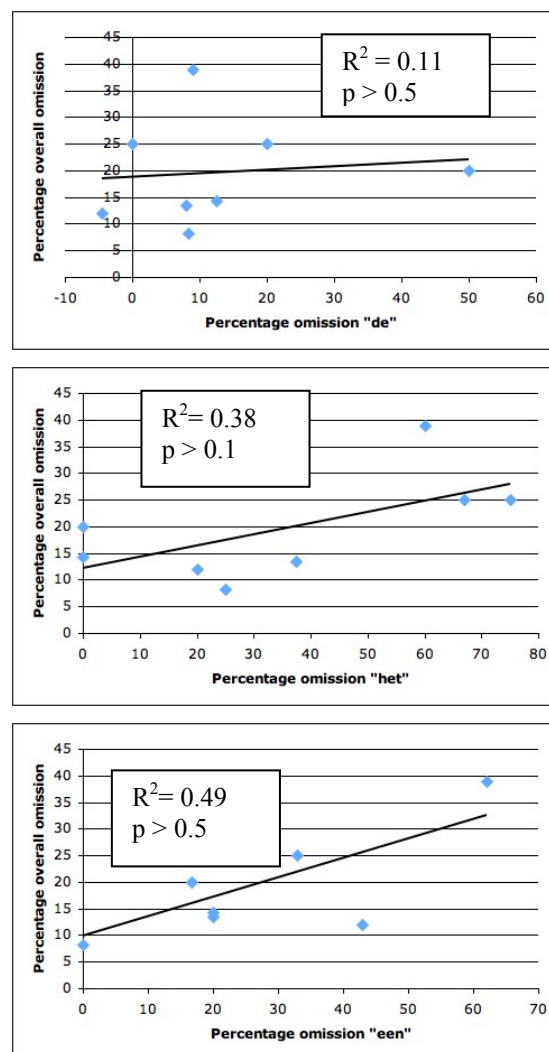 45
40
35
30
25
20
15
10
5
0
-10 0 10 20 30 40 50 60
Percentage overall omission
Percentage omission "de"
R² = 0.11
p > 0.5
45
40
35
30
25
20
15
10
5
0
0 10 20 30 40 50 60 70 80
Percentage overall omission
Percentage omission "het"
R²= 0.38
p > 0.1
45
40
35
30
25
20
15
10
5
0
0 10 20 30 40 50 60 70
Percentage overall omission
Percentage omission "een"
R²= 0.49
p > 0.5